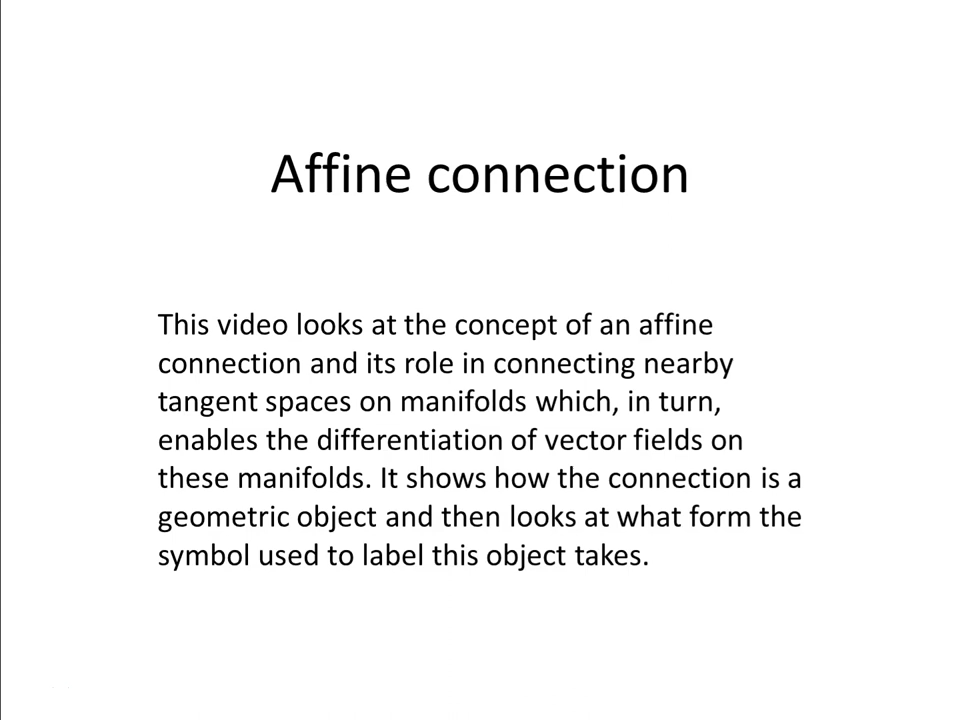 Affine connection
This video looks at the concept of an affine
connection and its role in connecting nearby
tangent spaces on manifolds which, in turn,
enables the differentiation of vector fields on
these manifolds. It shows how the connection is a
geometric object and then looks at what form the
symbol used to label this object takes.